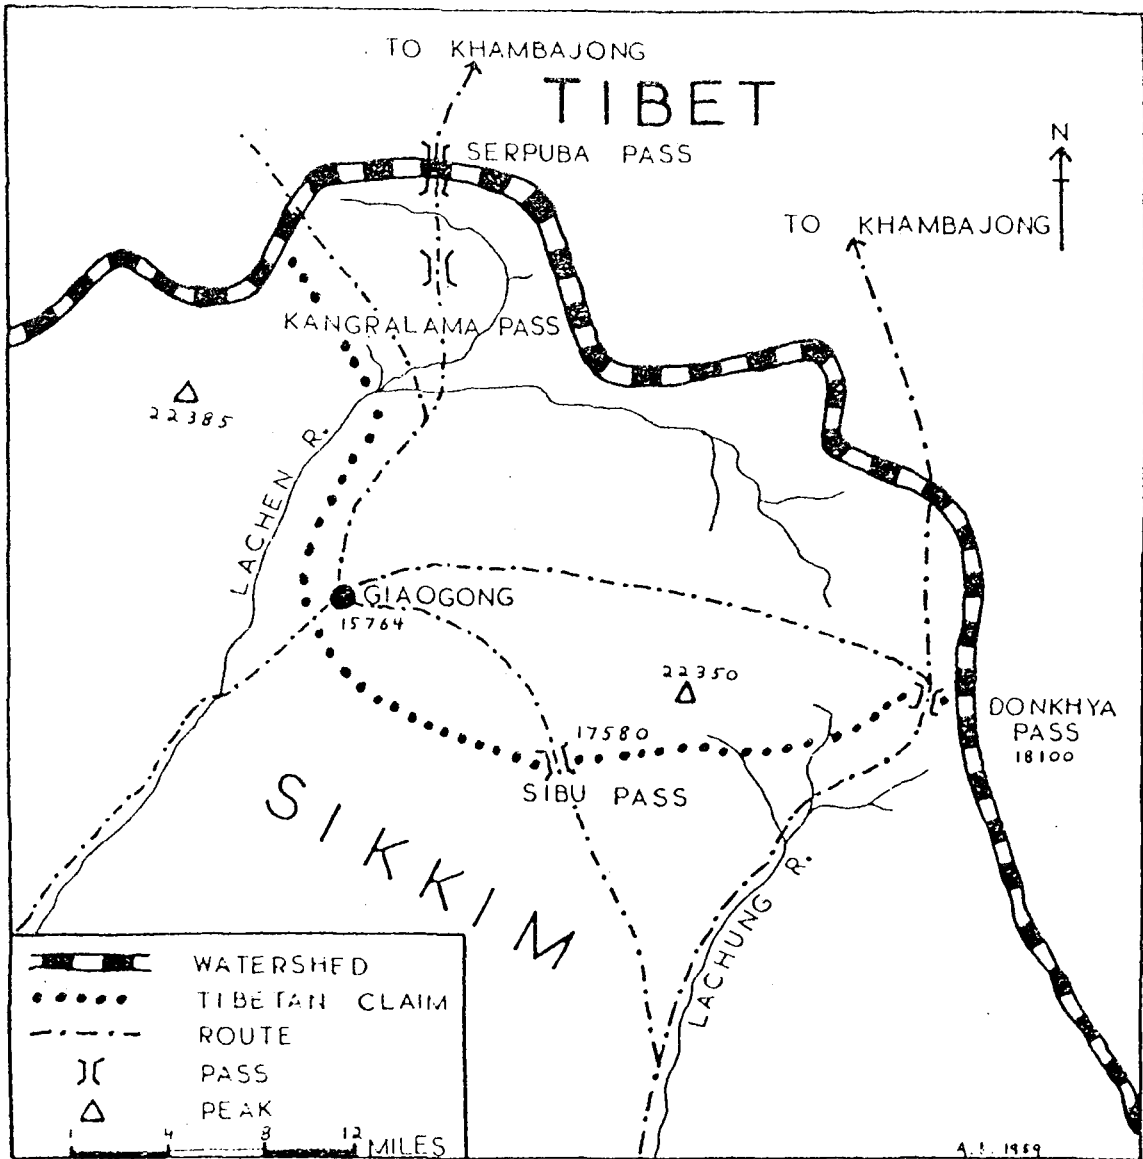 TO KHAMBAJONG
TIBET
N
SERPUBA PASS
TO KHAMBAJONG
KANGRALAMA PASS
22385
LACHEN R.
GIAOGONG
15764
22350
DONKHYA
PASS
18100
17580
SIBU PASS
SIKKIM
LACHUNG R.
WATERSHED
TIBETAN CLAIM
ROUTE
PASS
PEAK
1 4 8 12 MILES
1959